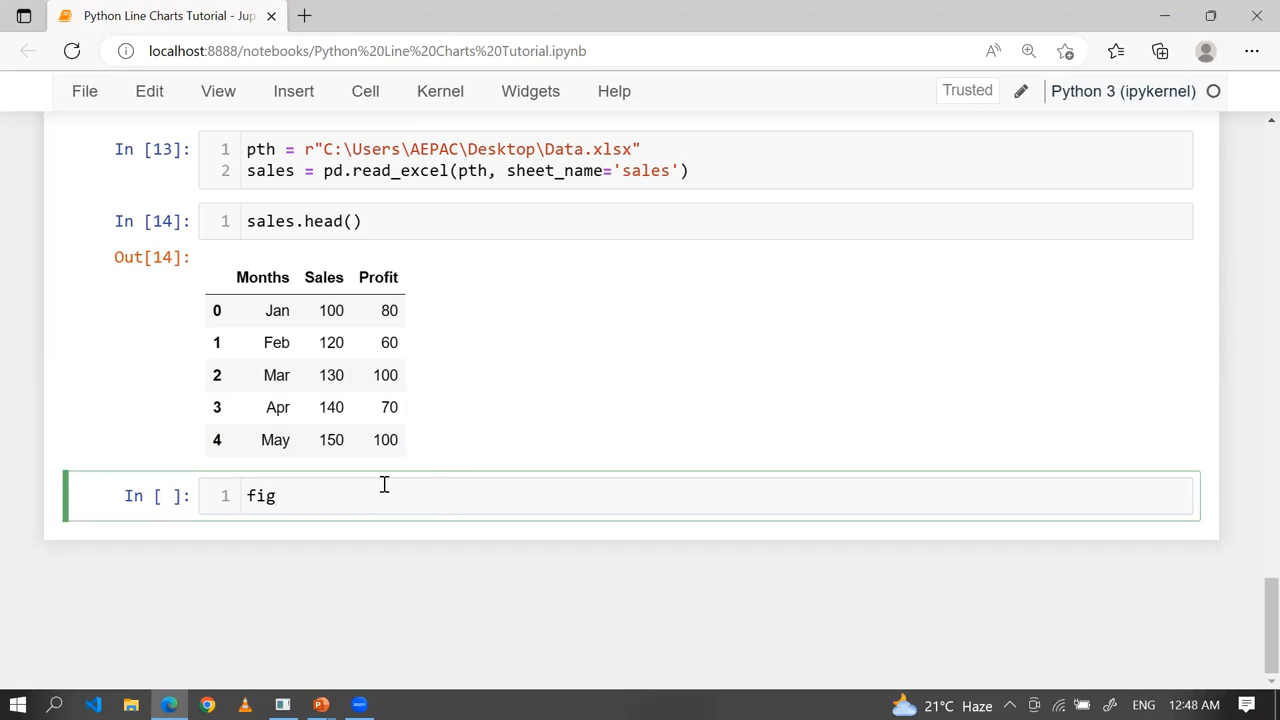 Python Line Charts Tutorial - Jup
localhost:8888/notebooks/Python%20Line%20Charts%20Tutorial.ipynb
File Edit View Insert Cell Kernel Widgets Help Trusted Python 3 (ipykernel)
In [13]: 1 pth = r"C:\Users\AEPAC\Desktop\Data.xlsx"
2 sales = pd.read_excel(pth, sheet_name='sales')
In [14]: 1 sales.head()
Out[14]:
Months Sales Profit
0 Jan 100 80
1 Feb 120 60
2 Mar 130 100
3 Apr 140 70
4 May 150 100
In [ ]: 1 fig
21°C Haze ENG 12:48 AM